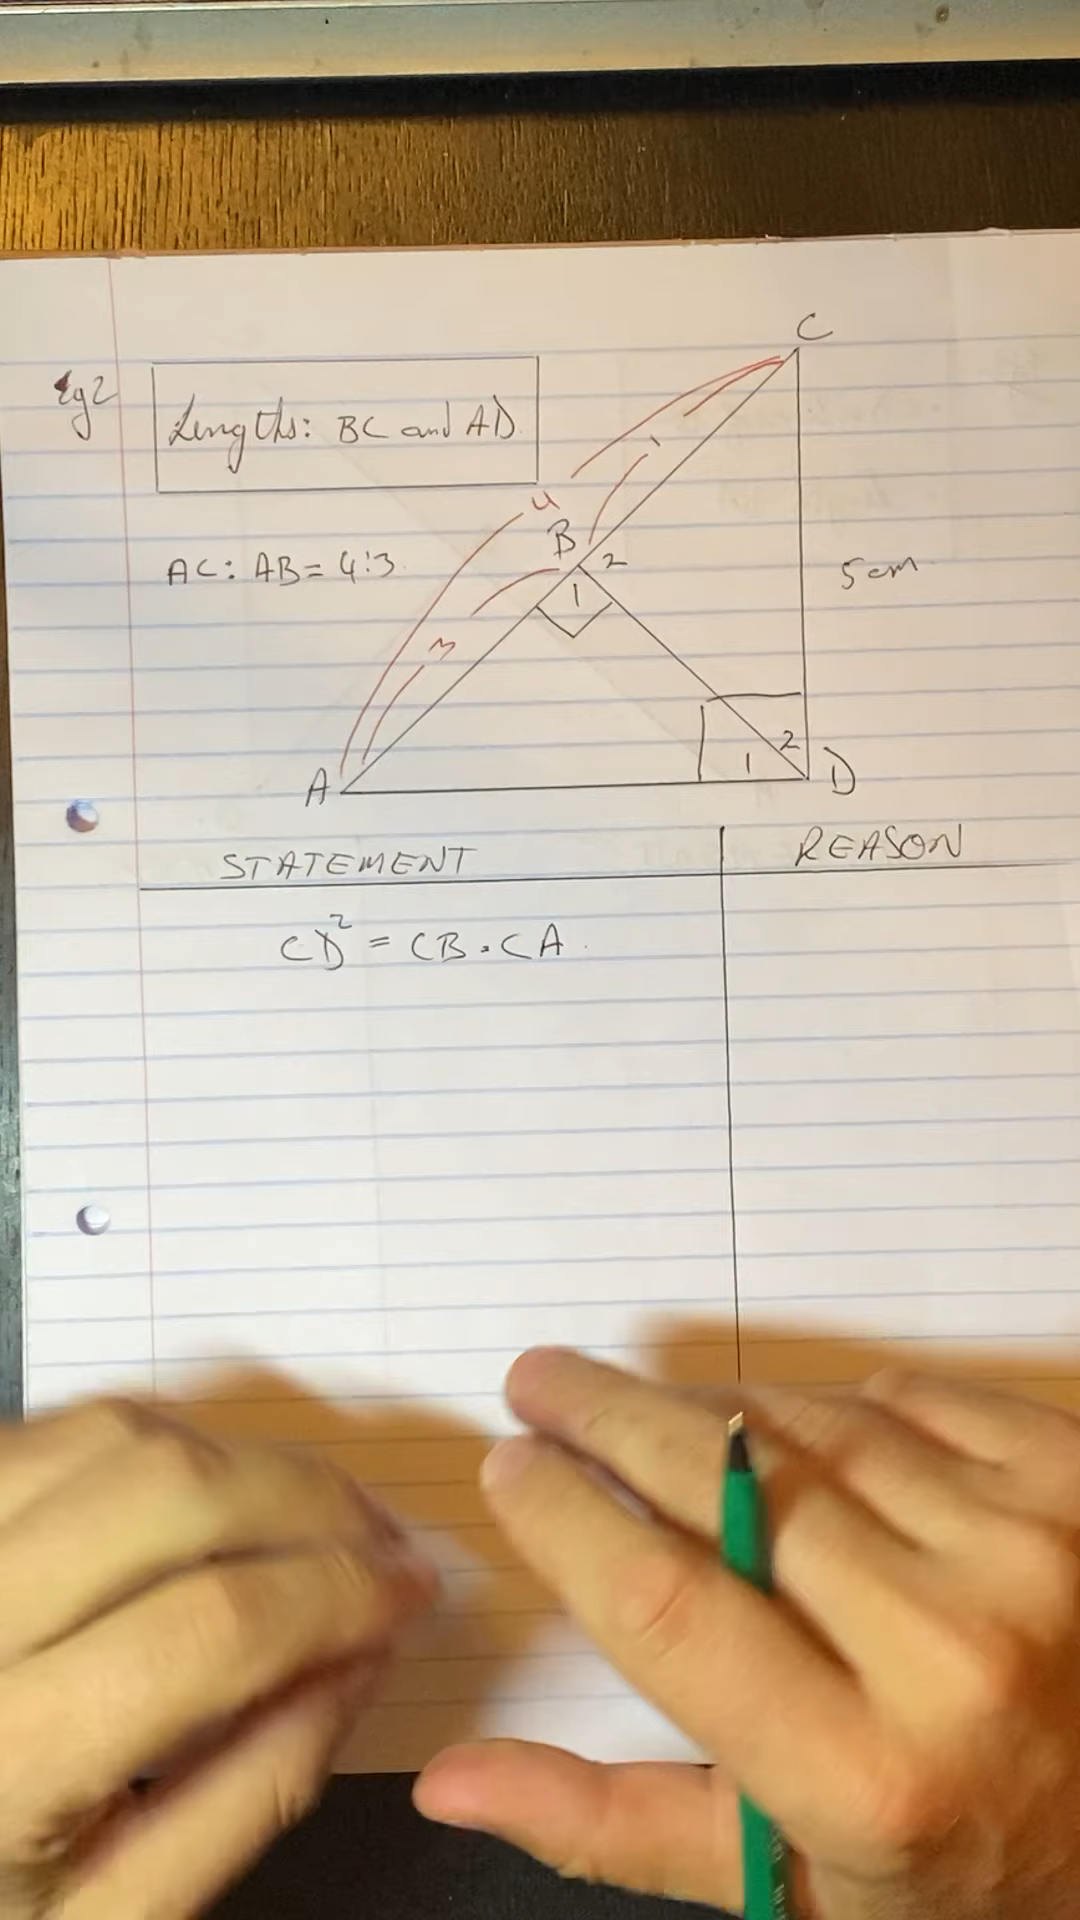 Eg2
Lengths: BC and AD
AC: AB = 4:3
C
4
1
B
2
1
5cm
3
2
1
A
D
STATEMENT
REASON
CD² = CB.CA